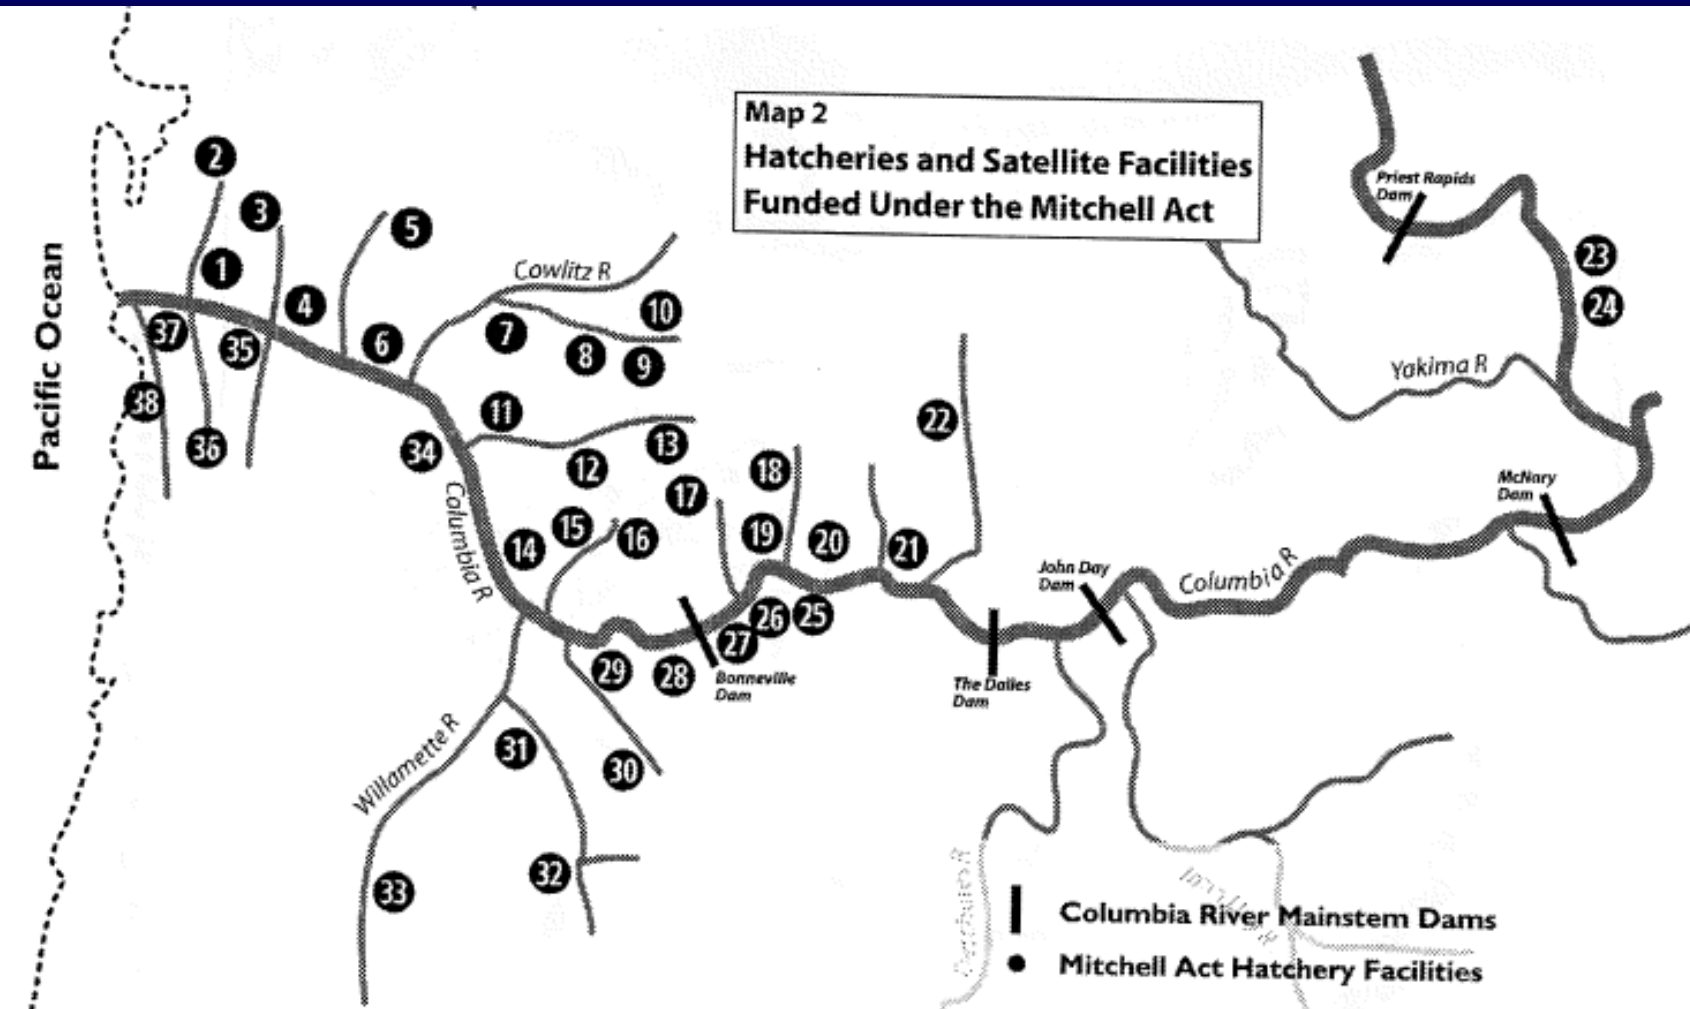 Map 2
Hatcheries and Satellite Facilities
Funded Under the Mitchell Act
Priest Rapids
Dam
2
3
5
1
4
Cowlitz R
23
24
10
37
35
6
7
8
9
Yakima R
Pacific Ocean
38
36
11
34
12
13
22
18
17
McNary
Dam
Columbia R
14
15
16
19
20
21
John Day
Dam
Columbia R
26
25
27
29
28
Bonneville
Dam
The Dalles
Dam
Willamette R
31
30
32
33
Columbia River Mainstem Dams
Mitchell Act Hatchery Facilities